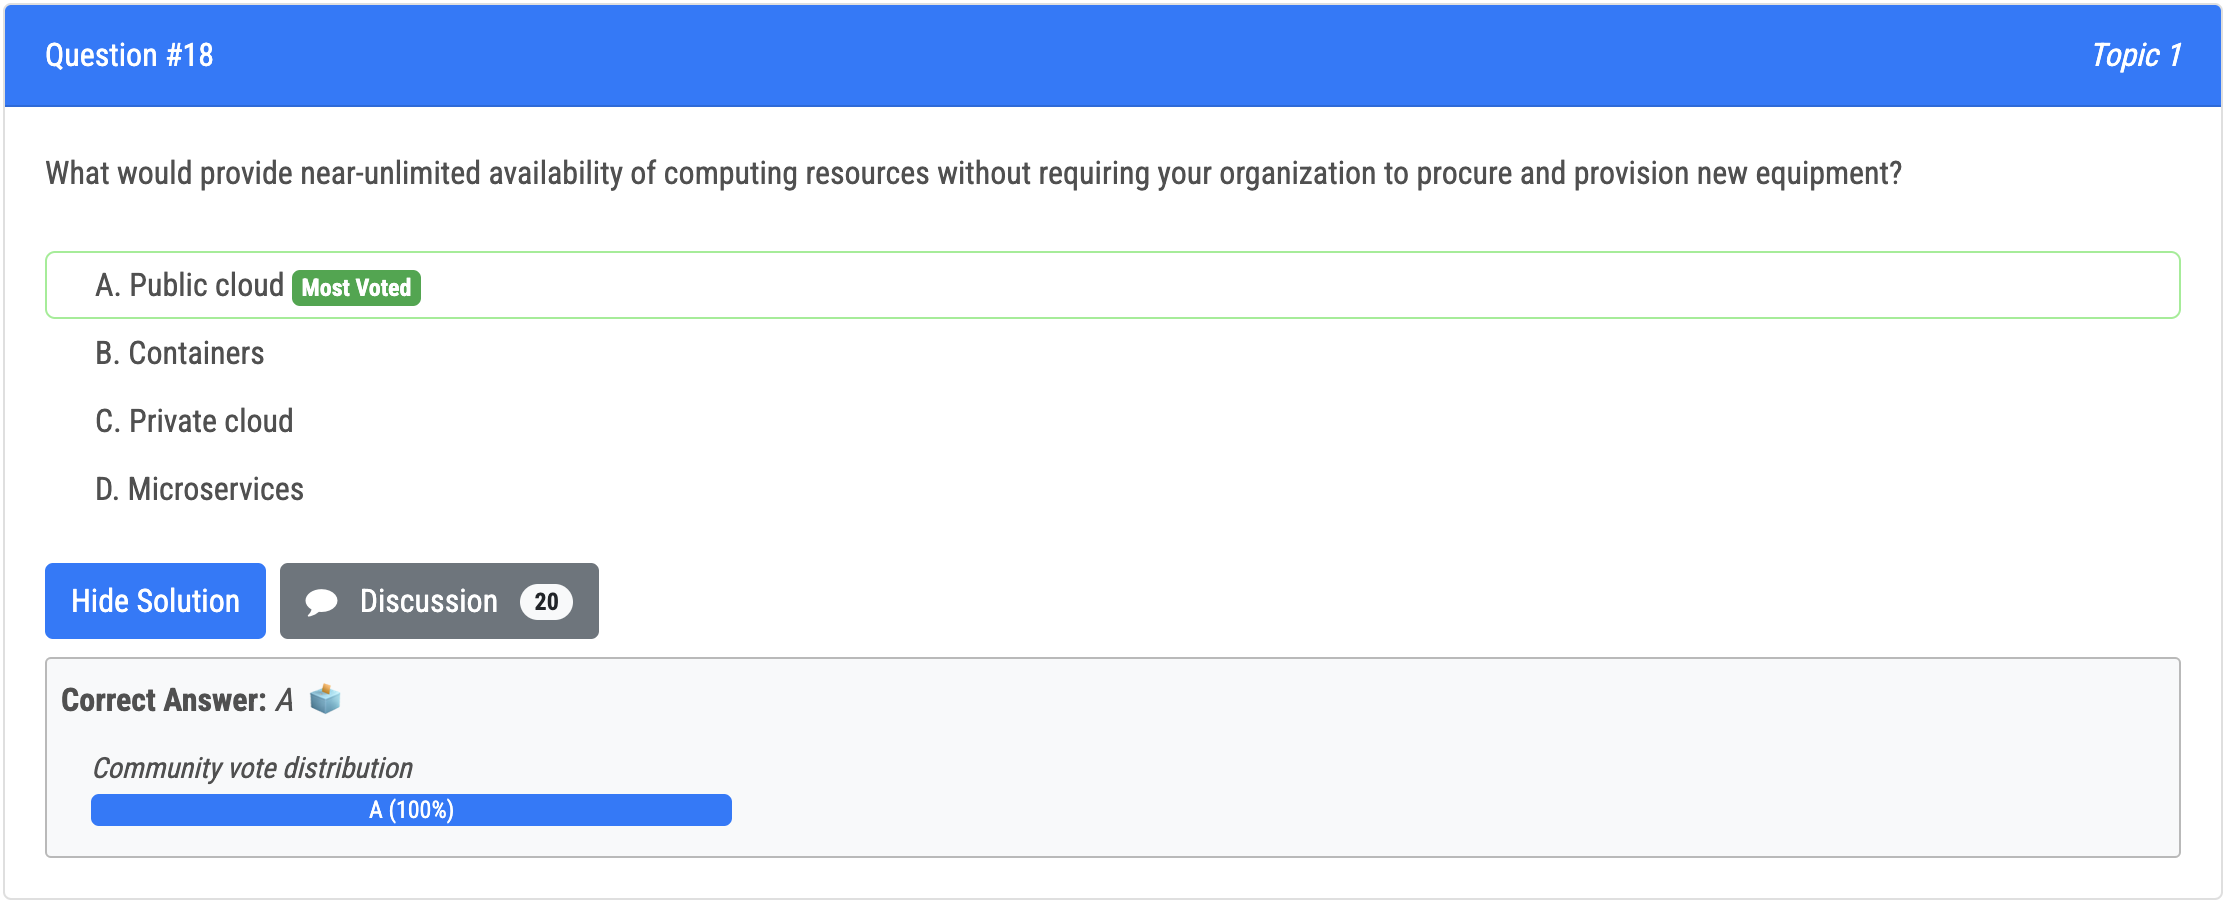 Question #18
Topic 1
What would provide near-unlimited availability of computing resources without requiring your organization to procure and provision new equipment?
A. Public cloud Most Voted
B. Containers
C. Private cloud
D. Microservices
Hide Solution
Discussion 20
Correct Answer: A
Community vote distribution
A (100%)